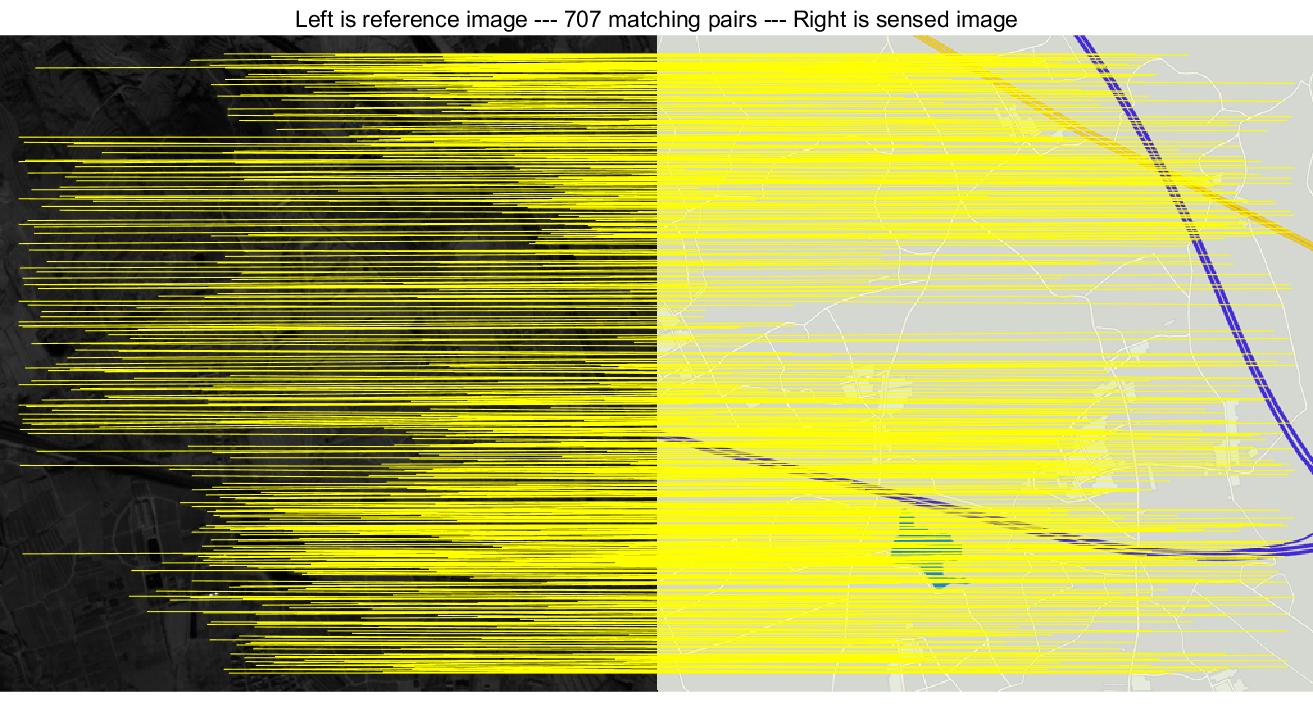 Left is reference image --- 707 matching pairs --- Right is sensed image